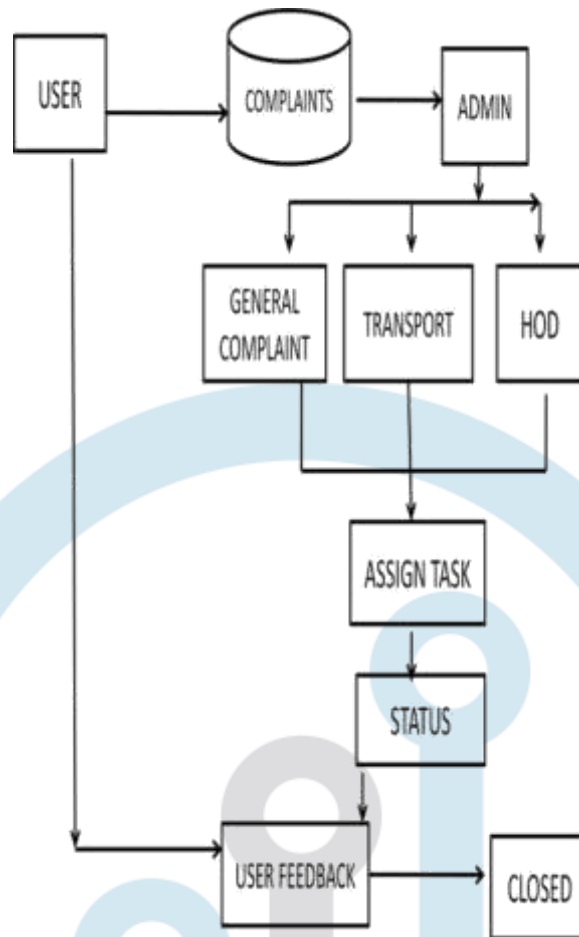 USER
COMPLAINTS
ADMIN
GENERAL
COMPLAINT
TRANSPORT
HOD
ASSIGN TASK
STATUS
USER FEEDBACK
CLOSED